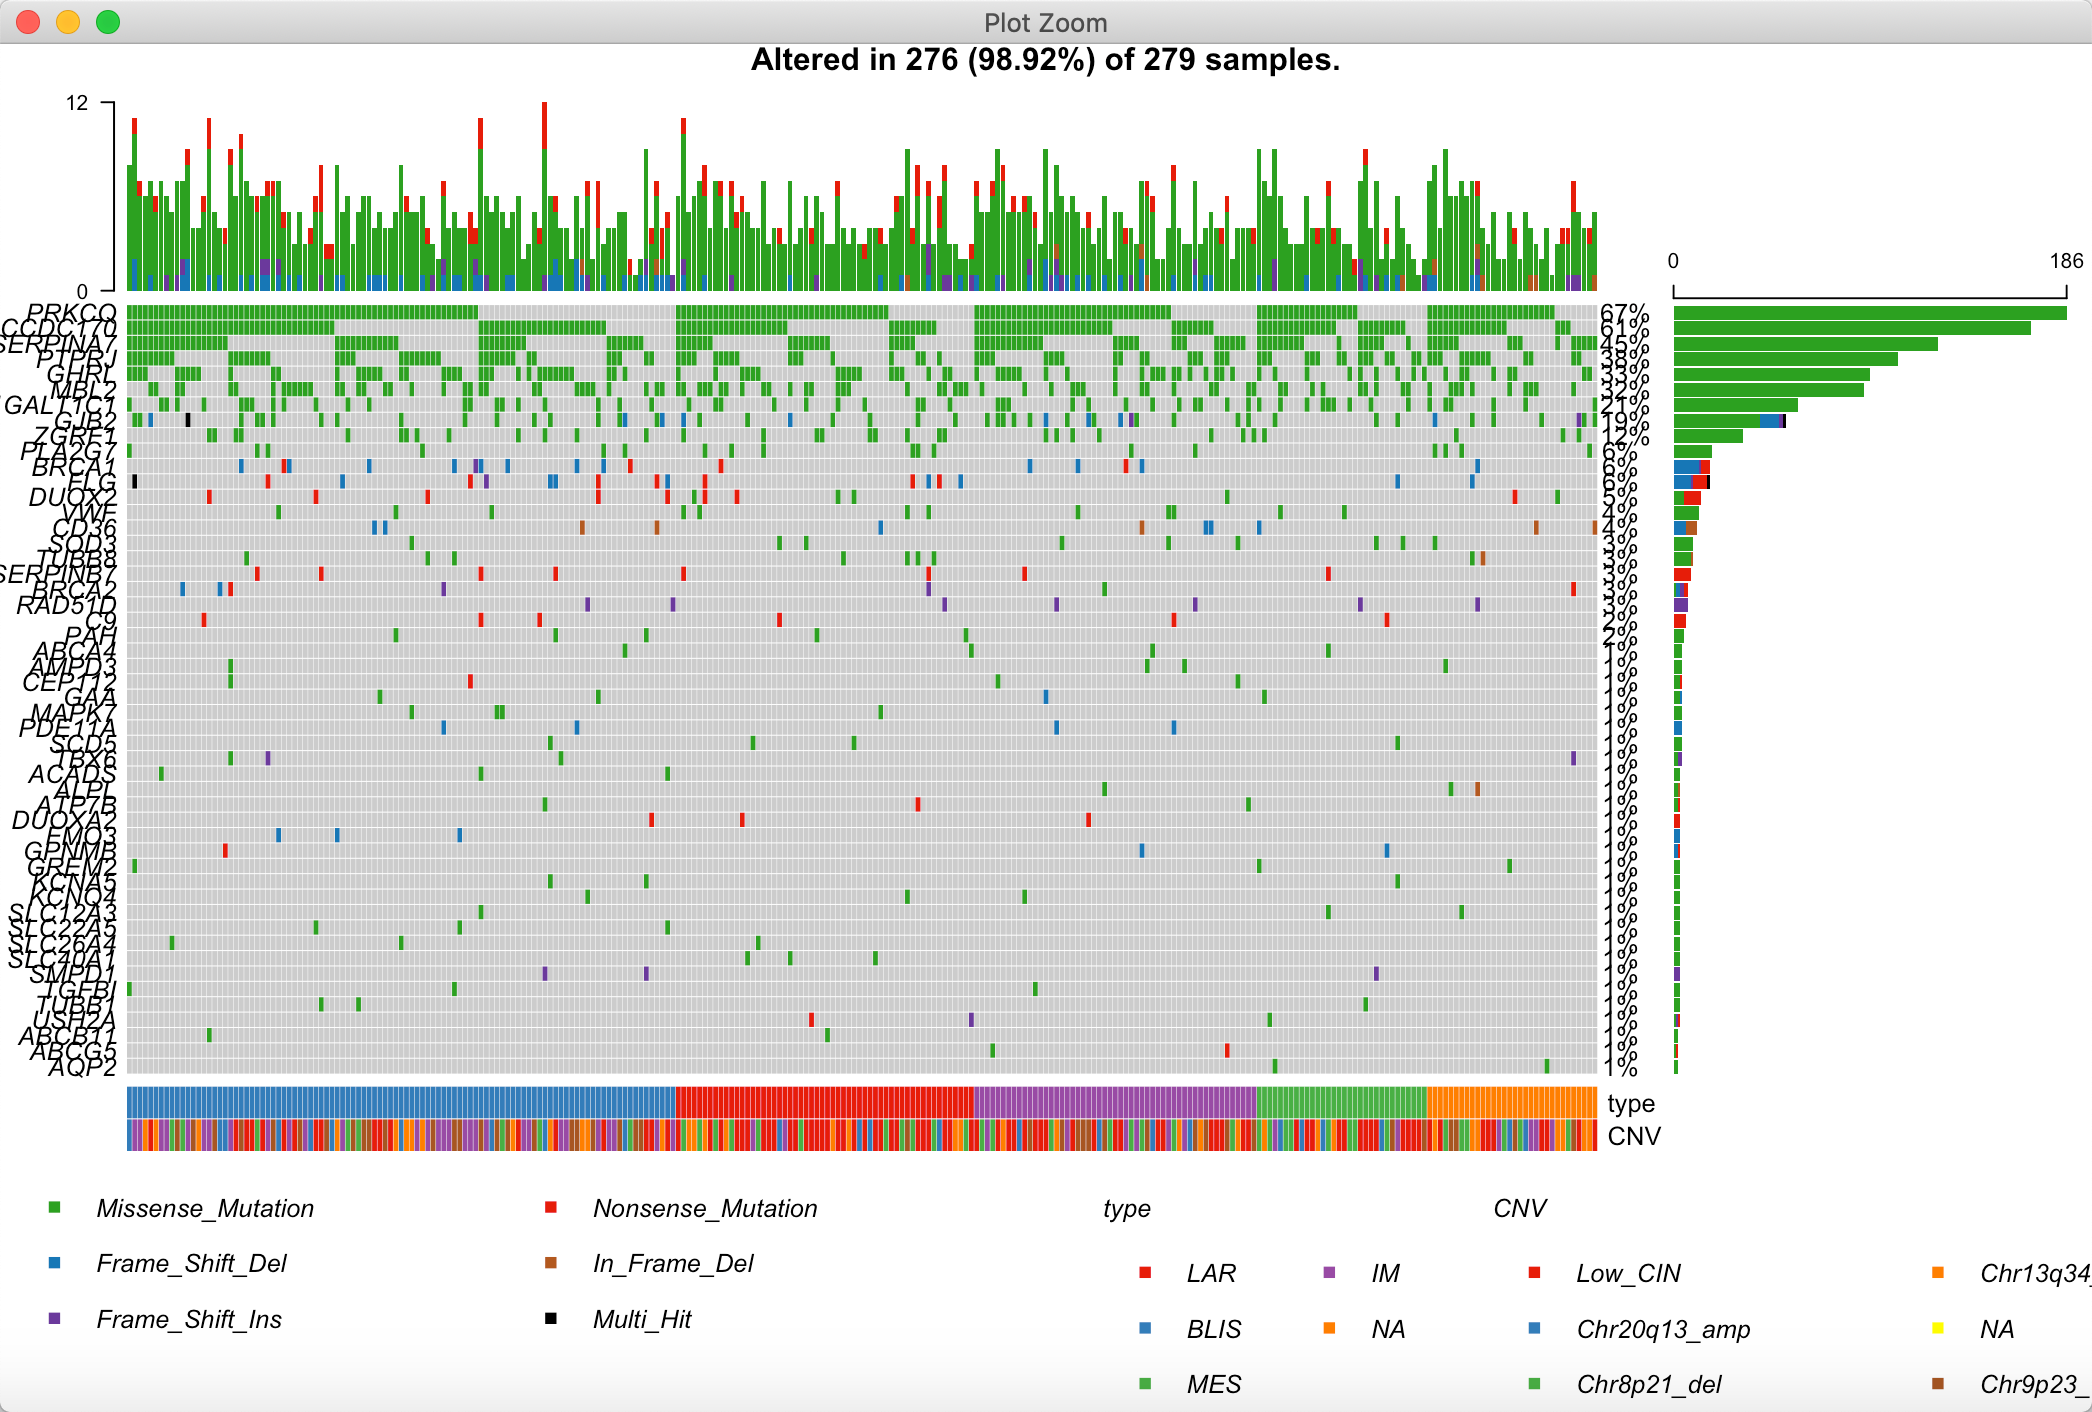 Plot Zoom
Altered in 276 (98.92%) of 279 samples.
12
0
0 186
PRKCQ 67%
CCDC170 61%
SERPINA7 45%
PTPRJ 38%
GHRL 33%
MBL2 32%
GALT1C1 21%
GJB2 19%
ZGRF1 12%
PLA2G7 6%
BRCA1 6%
FLG 6%
DUOX2 5%
VWF 4%
CD36 4%
SOD3 3%
TUBB8 3%
SERPINB7 3%
BRCA2 3%
RAD51D 3%
C9 2%
PAH 2%
ABCA4 1%
AMPD3 1%
CEP112 1%
GAA 1%
MAPK7 1%
PDE11A 1%
SCD5 1%
TBX6 1%
ACADS 1%
ALPL 1%
ATP7B 1%
DUOXA2 1%
FMO3 1%
GPNMB 1%
GREM2 1%
KCNA5 1%
KCNQ4 1%
SLC12A3 1%
SLC22A5 1%
SLC26A4 1%
SLC40A1 1%
SMPD1 1%
TGFBI 1%
TUBB1 1%
USH2A 1%
ABCB11 1%
ABCG5 1%
AQP2 1%
type
CNV
Missense_Mutation Nonsense_Mutation type CNV
Frame_Shift_Del In_Frame_Del
LAR IM Low_CIN Chr13q34_
Frame_Shift_Ins Multi_Hit
BLIS NA Chr20q13_amp NA
MES Chr8p21_del Chr9p23_